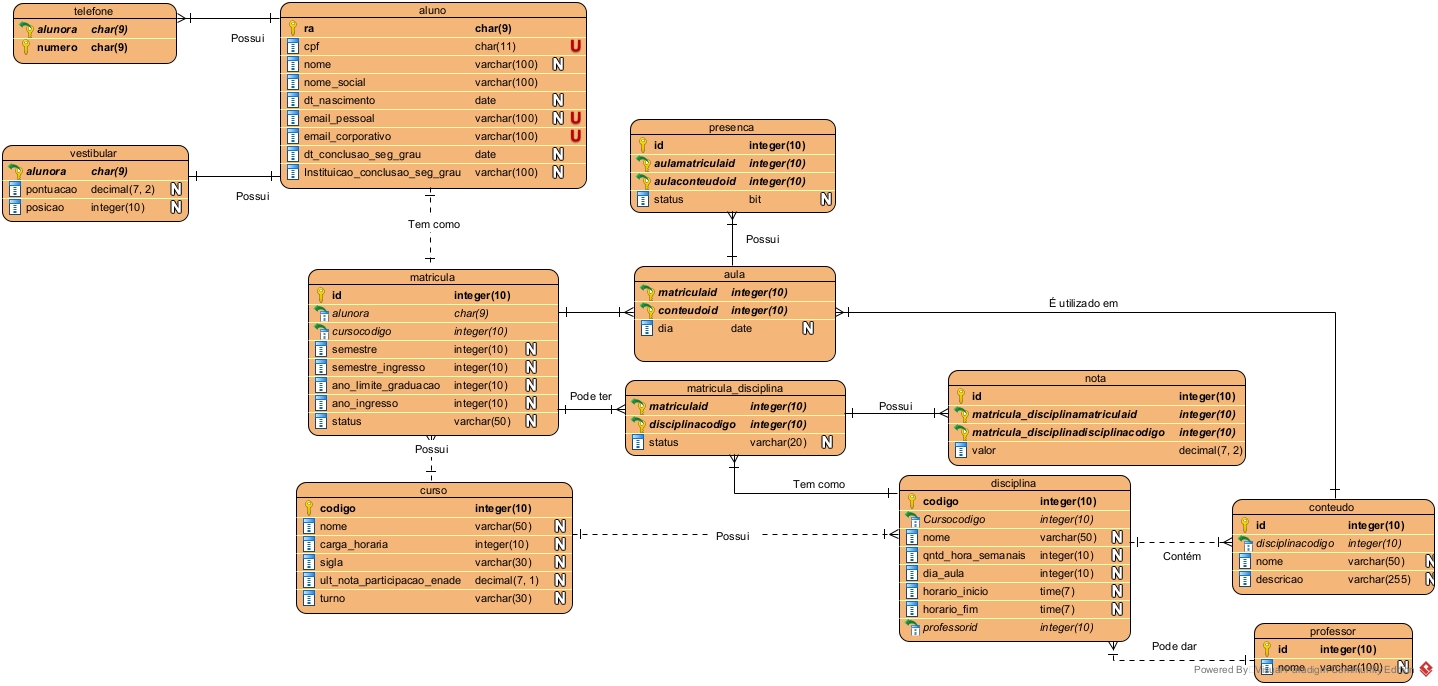 telefone
alunora char(9)
numero char(9)
Possui
aluno
ra char(9)
cpf char(11) U
nome varchar(100) N
nome_social varchar(100)
dt_nascimento date N
email_pessoal varchar(100) N U
email_corporativo varchar(100) U
dt_conclusao_seg_grau date N
Instituicao_conclusao_seg_grau varchar(100) N
vestibular
alunora char(9)
pontuacao decimal(7, 2) N
posicao integer(10) N
Possui
Tem como
presenca
id integer(10)
aulamatriculaid integer(10)
aulaconteudoid integer(10)
status bit N
Possui
matricula
id integer(10)
alunora char(9)
cursocodigo integer(10)
semestre integer(10) N
semestre_ingresso integer(10) N
ano_limite_graduacao integer(10) N
ano_ingresso integer(10) N
status varchar(50) N
aula
matriculaid integer(10)
conteudoid integer(10)
dia date N
É utilizado em
Pode ter
matricula_disciplina
matriculaid integer(10)
disciplinacodigo integer(10)
status varchar(20) N
Possui
nota
id integer(10)
matricula_disciplinamatriculaid integer(10)
matricula_disciplinadisciplinacodigo integer(10)
valor decimal(7, 2)
Possui
curso
codigo integer(10)
nome varchar(50) N
carga_horaria integer(10) N
sigla varchar(30) N
ult_nota_participacao_enade decimal(7, 1) N
turno varchar(30) N
Possui
Tem como
disciplina
codigo integer(10)
Cursocodigo integer(10)
nome varchar(50) N
qntd_hora_semanais integer(10) N
dia_aula integer(10) N
horario_inicio time(7) N
horario_fim time(7) N
professorid integer(10)
Contém
conteudo
id integer(10)
disciplinacodigo integer(10)
nome varchar(50) N
descricao varchar(255) N
Pode dar
professor
id integer(10)
nome varchar(100) N
Powered By Visual Paradigm Community Edition